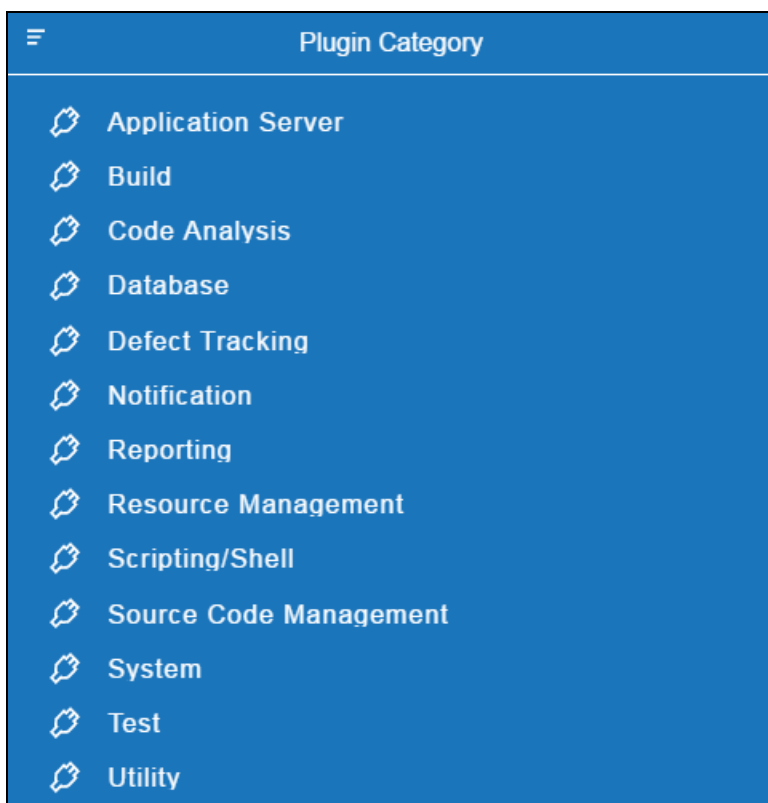 Plugin Category
Application Server
Build
Code Analysis
Database
Defect Tracking
Notification
Reporting
Resource Management
Scripting/Shell
Source Code Management
System
Test
Utility